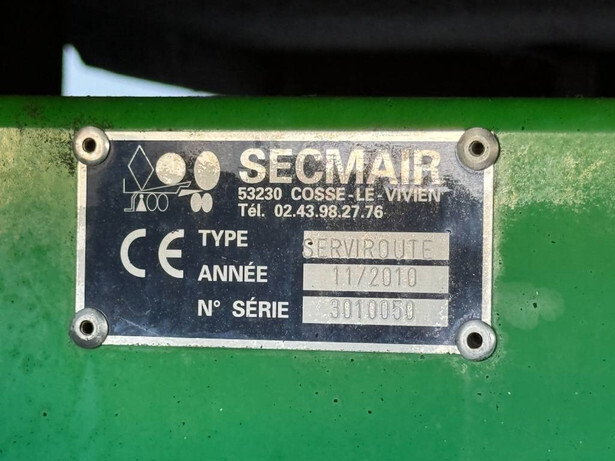 SECMAIR
53230 COSSE-LE-VIVIEN
Tél. 02.43.98.27.76
CE
TYPE SERVIROUTE
ANNÉE 11/2010
N° SÉRIE 3010050